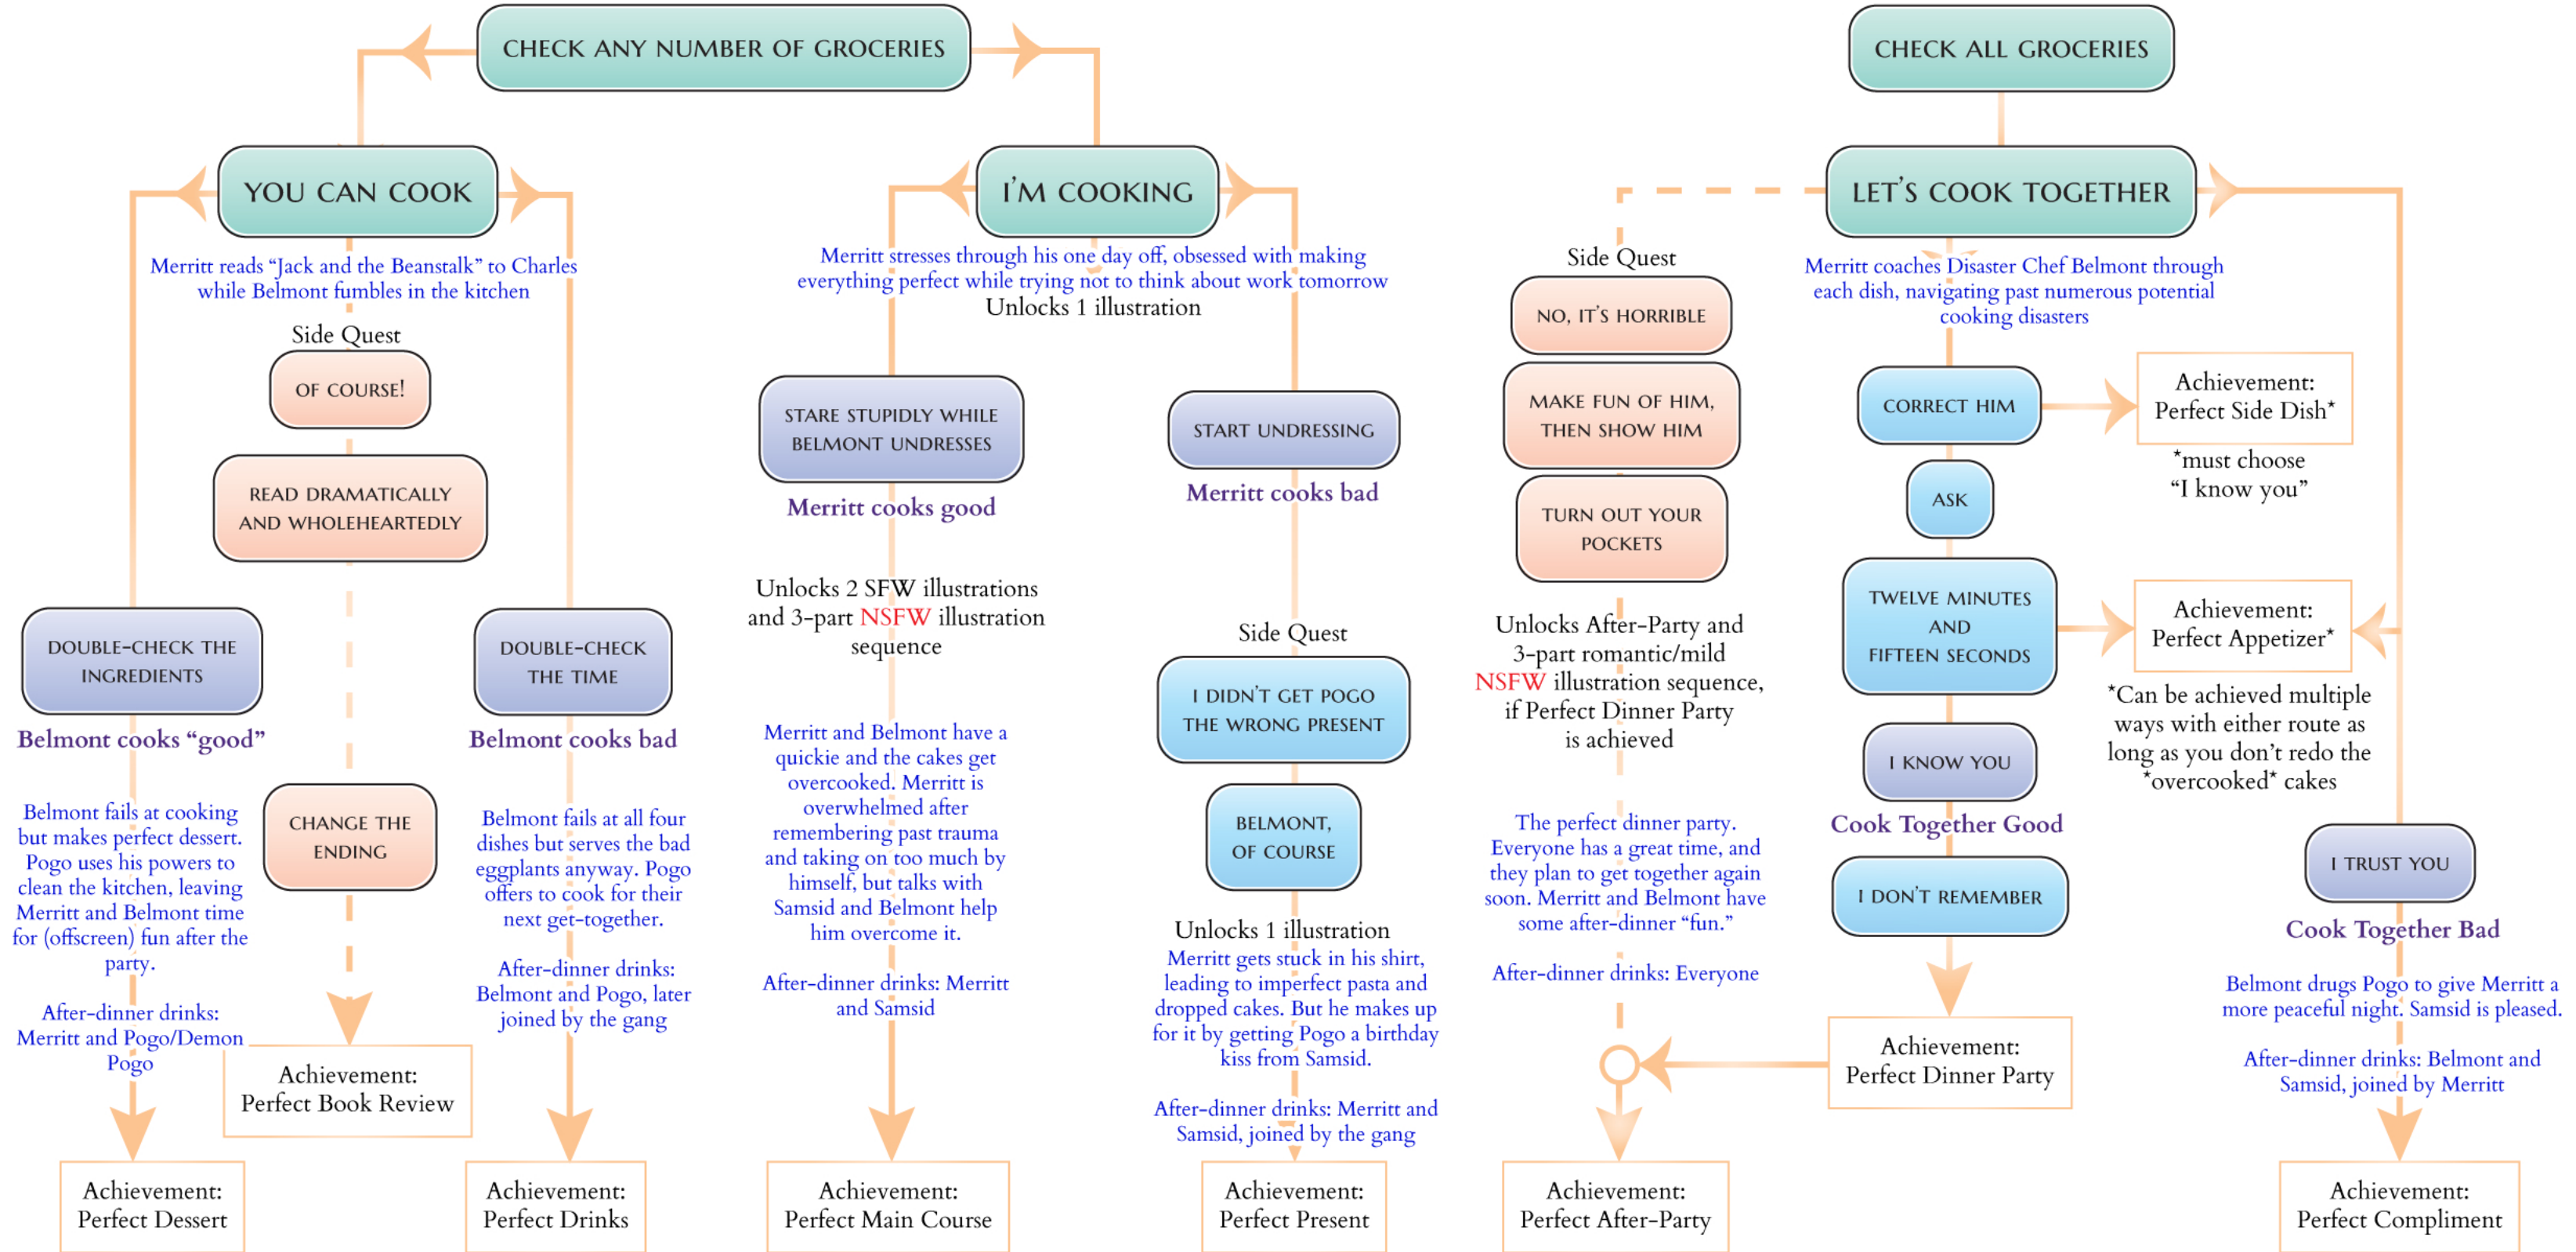 CHECK ANY NUMBER OF GROCERIES
YOU CAN COOK
Merritt reads “Jack and the Beanstalk” to Charles
while Belmont fumbles in the kitchen
Side Quest
OF COURSE!
READ DRAMATICALLY
AND WHOLEHEARTEDLY
CHANGE THE
ENDING
Achievement:
Perfect Book Review
DOUBLE-CHECK THE
INGREDIENTS
Belmont cooks “good”
Belmont fails at cooking
but makes perfect dessert.
Pogo uses his powers to
clean the kitchen, leaving
Merritt and Belmont time
for (offscreen) fun after the
party.
After-dinner drinks:
Merritt and Pogo/Demon
Pogo
Achievement:
Perfect Dessert
DOUBLE-CHECK
THE TIME
Belmont cooks bad
Belmont fails at all four
dishes but serves the bad
eggplants anyway. Pogo
offers to cook for their
next get-together.
After-dinner drinks:
Belmont and Pogo, later
joined by the gang
Achievement:
Perfect Drinks
I’M COOKING
Merritt stresses through his one day off, obsessed with making
everything perfect while trying not to think about work tomorrow
Unlocks 1 illustration
STARE STUPIDLY WHILE
BELMONT UNDRESSES
Merritt cooks good
Unlocks 2 SFW illustrations
and 3-part NSFW illustration
sequence
Merritt and Belmont have a
quickie and the cakes get
overcooked. Merritt is
overwhelmed after
remembering past trauma
and taking on too much by
himself, but talks with
Samsid and Belmont help
him overcome it.
After-dinner drinks: Merritt
and Samsid
Achievement:
Perfect Main Course
START UNDRESSING
Merritt cooks bad
Side Quest
I DIDN’T GET POGO
THE WRONG PRESENT
BELMONT,
OF COURSE
Unlocks 1 illustration
Merritt gets stuck in his shirt,
leading to imperfect pasta and
dropped cakes. But he makes up
for it by getting Pogo a birthday
kiss from Samsid.
After-dinner drinks: Merritt and
Samsid, joined by the gang
Achievement:
Perfect Present
CHECK ALL GROCERIES
LET’S COOK TOGETHER
Side Quest
NO, IT’S HORRIBLE
MAKE FUN OF HIM,
THEN SHOW HIM
TURN OUT YOUR
POCKETS
Unlocks After-Party and
3-part romantic/mild
NSFW illustration sequence,
if Perfect Dinner Party
is achieved
The perfect dinner party.
Everyone has a great time, and
they plan to get together again
soon. Merritt and Belmont have
some after-dinner “fun.”
After-dinner drinks: Everyone
Achievement:
Perfect After-Party
Merritt coaches Disaster Chef Belmont through
each dish, navigating past numerous potential
cooking disasters
CORRECT HIM
Achievement:
Perfect Side Dish*
*must choose
“I know you”
ASK
TWELVE MINUTES
AND
FIFTEEN SECONDS
Achievement:
Perfect Appetizer*
*Can be achieved multiple
ways with either route as
long as you don’t redo the
*overcooked* cakes
I KNOW YOU
Cook Together Good
I DON’T REMEMBER
Achievement:
Perfect Dinner Party
I TRUST YOU
Cook Together Bad
Belmont drugs Pogo to give Merritt a
more peaceful night. Samsid is pleased.
After-dinner drinks: Belmont and
Samsid, joined by Merritt
Achievement:
Perfect Compliment